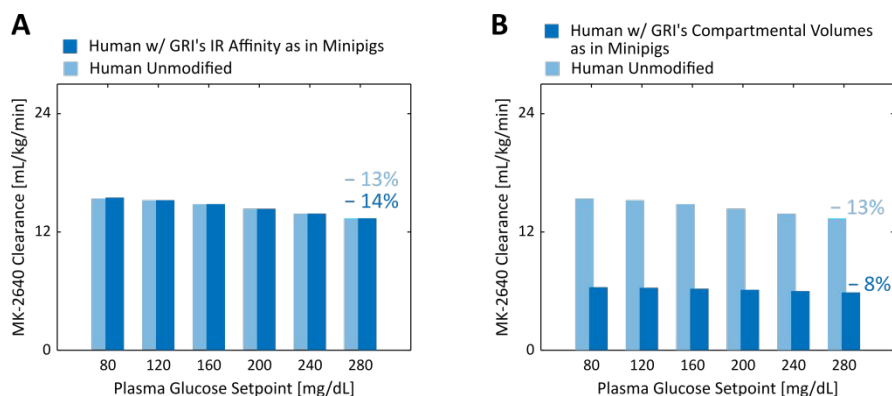 A
Human w/ GRI's IR Affinity as in Minipigs
Human Unmodified
MK-2640 Clearance [mL/kg/min]
24
12
0
− 13%
− 14%
80 120 160 200 240 280
Plasma Glucose Setpoint [mg/dL]
B
Human w/ GRI's Compartmental Volumes
as in Minipigs
Human Unmodified
MK-2640 Clearance [mL/kg/min]
24
12
0
− 13%
− 8%
80 120 160 200 240 280
Plasma Glucose Setpoint [mg/dL]